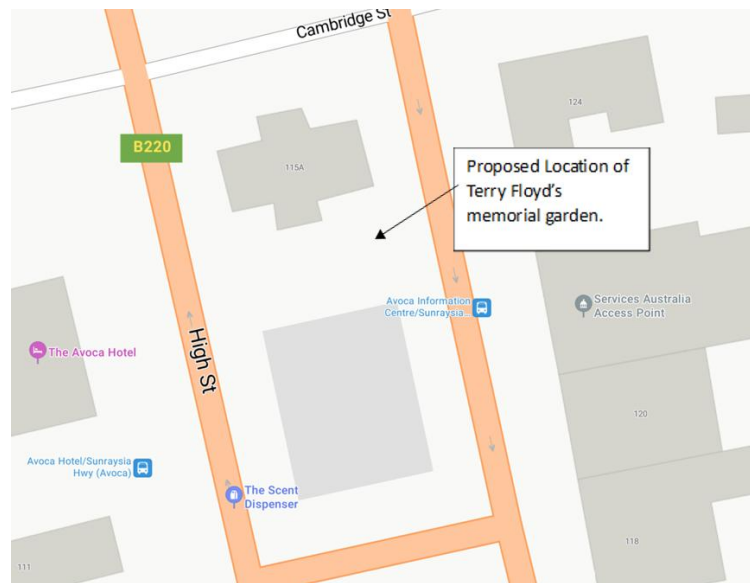 Cambridge St
124
B220
115A
Proposed Location of
Terry Floyd's
memorial garden.
Avoca Information
Centre/Sunraysia...
Services Australia
Access Point
The Avoca Hotel
High St
120
Avoca Hotel/Sunraysia
Hwy (Avoca)
The Scent
Dispenser
118
111